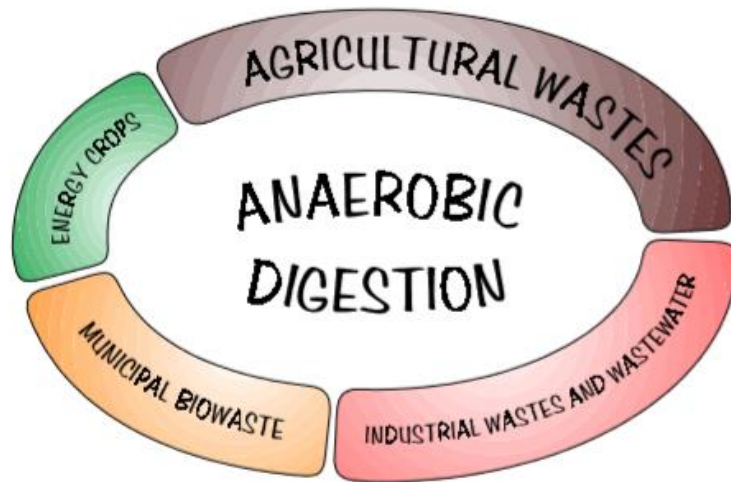 AGRICULTURAL WASTES
ENERGY CROPS
ANAEROBIC
DIGESTION
MUNICIPAL BIOWASTE
INDUSTRIAL WASTES AND WASTEWATER